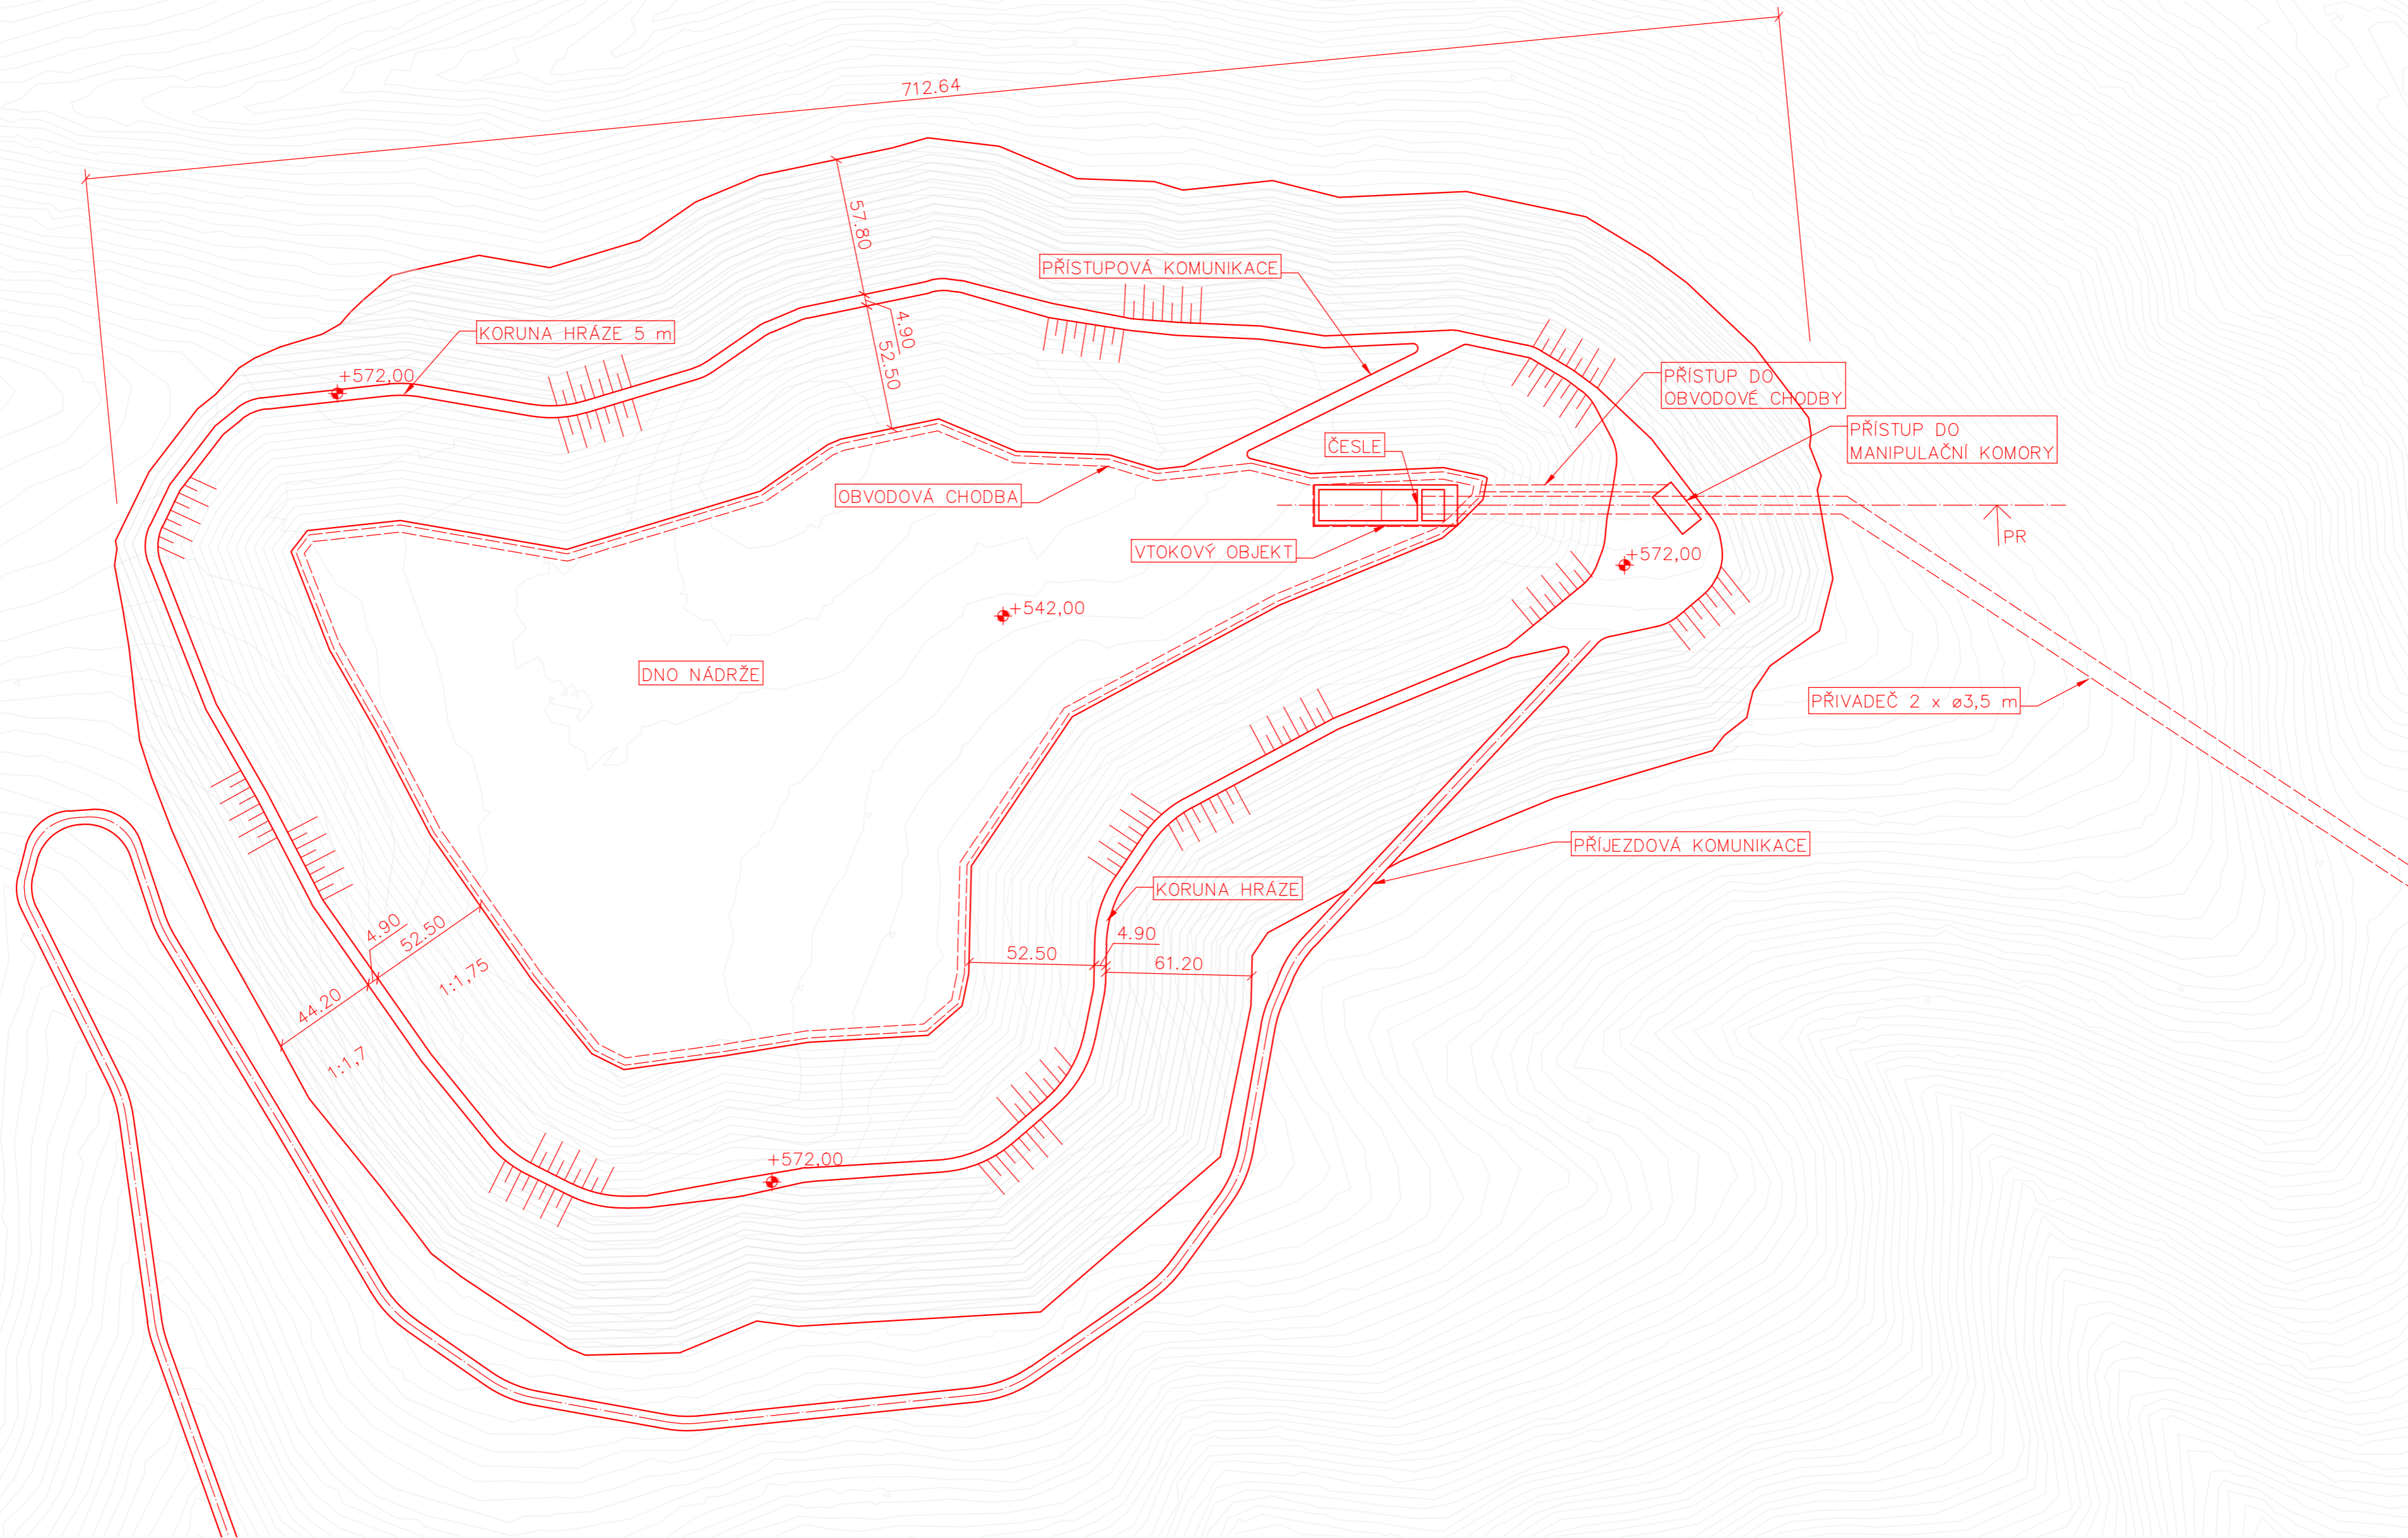 712.64
57.80
PŘÍSTUPOVÁ KOMUNIKACE
KORUNA HRÁZE 5 m
4.90
52.50
+572,00
PŘÍSTUP DO
OBVODOVÉ CHODBY
PŘÍSTUP DO
MANIPULAČNÍ KOMORY
ČESLE
OBVODOVÁ CHODBA
PR
VTOKOVÝ OBJEKT
+572,00
+542,00
DNO NÁDRŽE
PŘIVADEČ 2 x ø3,5 m
PŘÍJEZDOVÁ KOMUNIKACE
KORUNA HRÁZE
4.90
52.50
1:1,75
44.20
1:1,7
52.50
4.90
61.20
+572,00